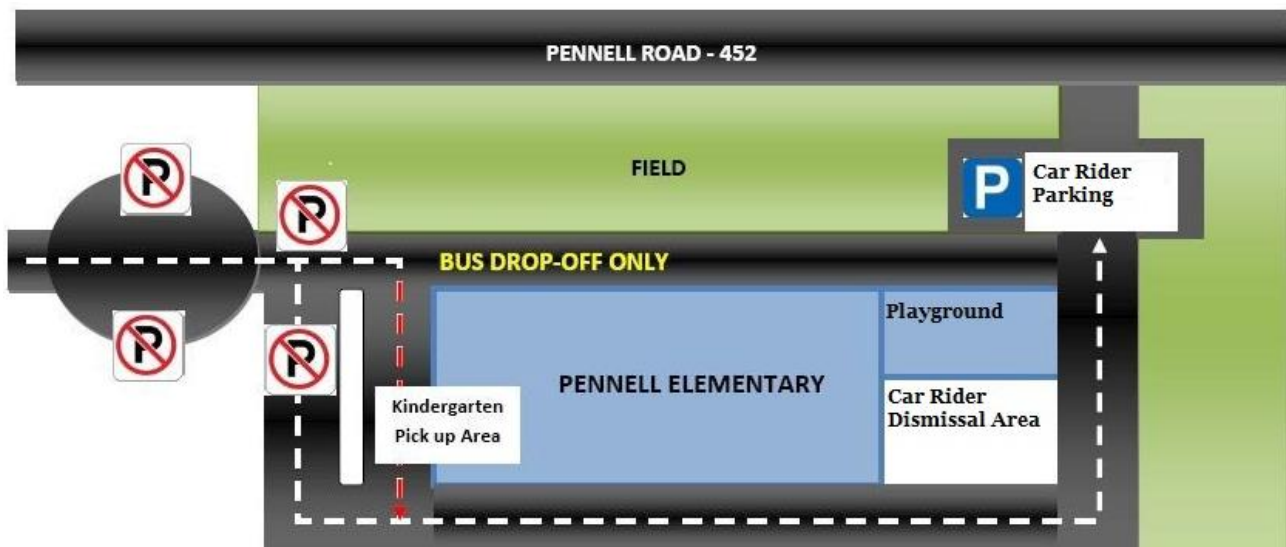 PENNELL ROAD - 452
FIELD
P
Car Rider
Parking
P
P
BUS DROP-OFF ONLY
Playground
P
P
PENNELL ELEMENTARY
Kindergarten
Pick up Area
Car Rider
Dismissal Area